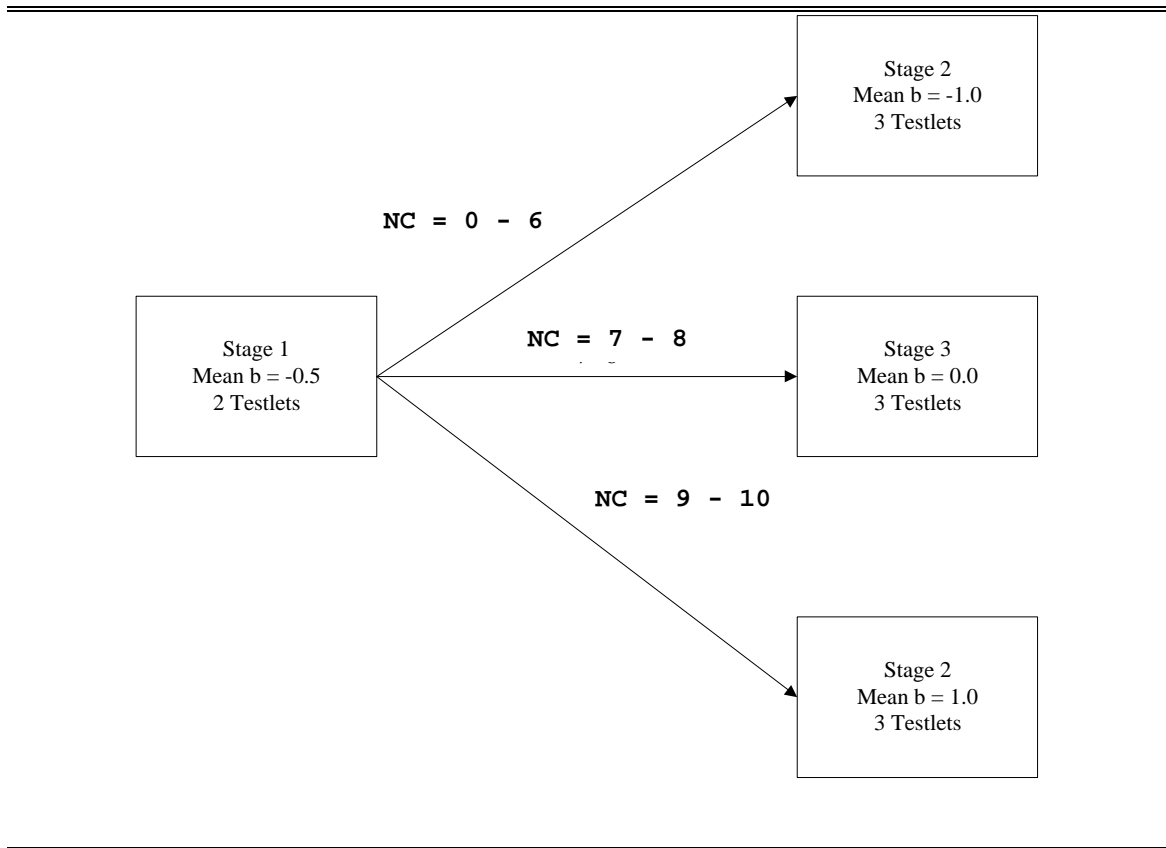 Stage 2
Mean b = -1.0
3 Testlets
NC = 0 - 6
Stage 1
Mean b = -0.5
2 Testlets
NC = 7 - 8
Stage 3
Mean b = 0.0
3 Testlets
NC = 9 - 10
Stage 2
Mean b = 1.0
3 Testlets